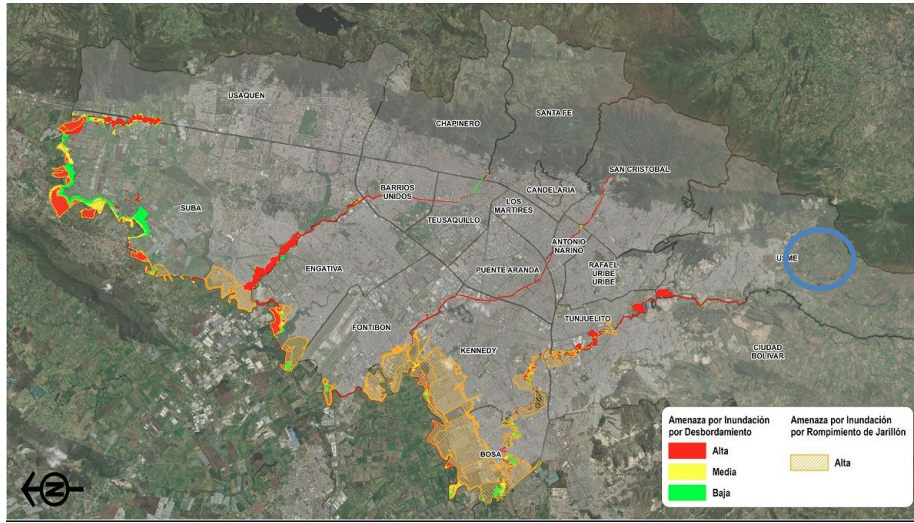 USAQUEN
CHAPINERO
SANTA FE
SAN CRISTOBAL
BARRIOS
UNIDOS
CANDELARIA
SUBA
LOS
MARTIRES
TEUSAQUILLO
ANTONIO
NARIÑO
USME
ENGATIVA
PUENTE ARANDA
RAFAEL
URIBE
URIBE
FONTIBON
TUNJUELITO
KENNEDY
CIUDAD
BOLIVAR
BOSA
N
Amenaza por Inundación
por Desbordamiento
Alta
Media
Baja
Amenaza por Inundación
por Rompimiento de Jarillón
Alta